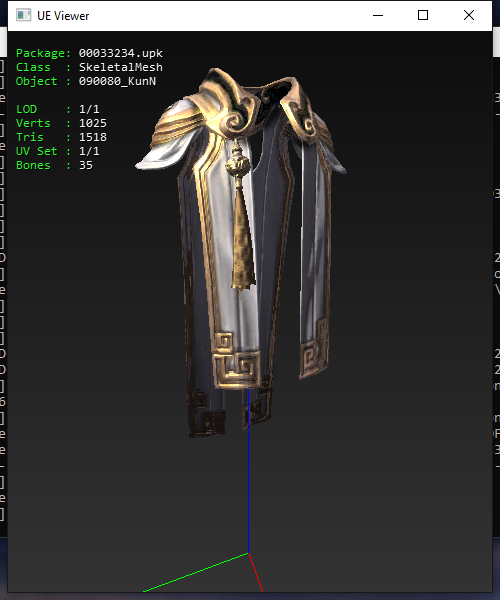 UE Viewer
Package: 00033234.upk
Class : SkeletalMesh
Object : 090080_KunN
LOD : 1/1
Verts : 1025
Tris : 1518
UV Set : 1/1
Bones : 35